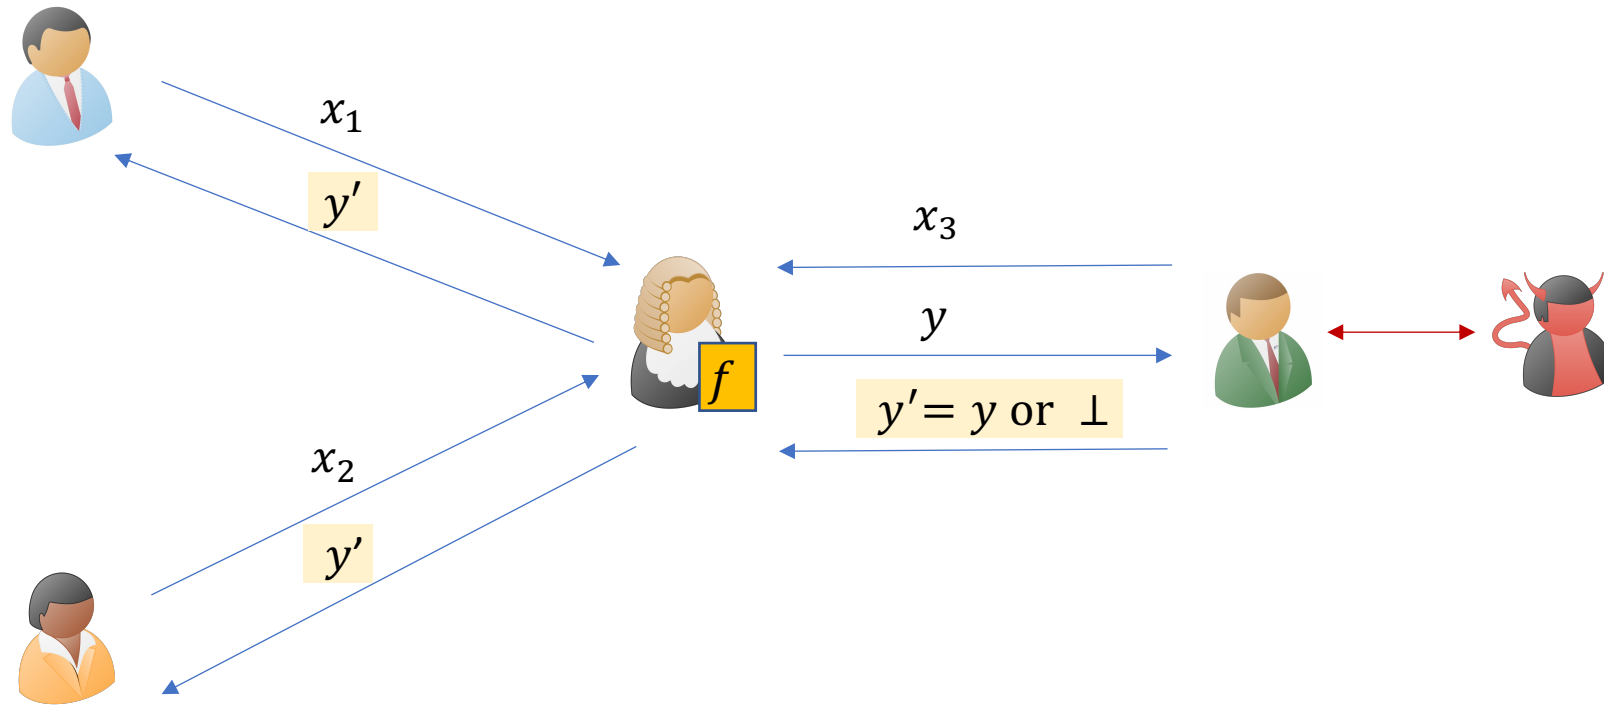 x₁
y′
x₃
y
f
y′= y or ⊥
x₂
y′